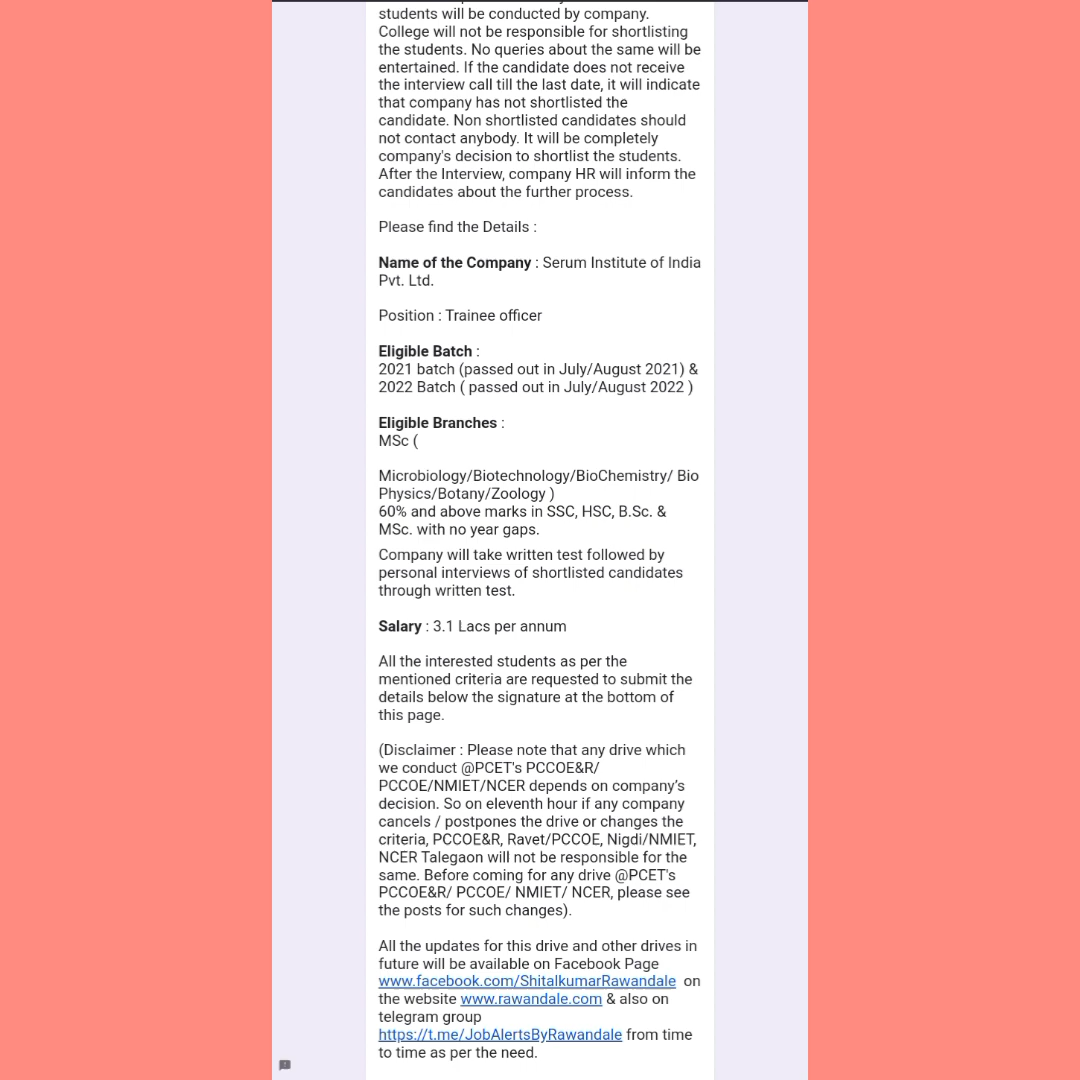 students will be conducted by company.
College will not be responsible for shortlisting
the students. No queries about the same will be
entertained. If the candidate does not receive
the interview call till the last date, it will indicate
that company has not shortlisted the
candidate. Non shortlisted candidates should
not contact anybody. It will be completely
company's decision to shortlist the students.
After the Interview, company HR will inform the
candidates about the further process.
Please find the Details :
Name of the Company : Serum Institute of India
Pvt. Ltd.
Position : Trainee officer
Eligible Batch :
2021 batch (passed out in July/August 2021) &
2022 Batch ( passed out in July/August 2022 )
Eligible Branches :
MSc (
Microbiology/Biotechnology/BioChemistry/ Bio
Physics/Botany/Zoology )
60% and above marks in SSC, HSC, B.Sc. &
MSc. with no year gaps.
Company will take written test followed by
personal interviews of shortlisted candidates
through written test.
Salary : 3.1 Lacs per annum
All the interested students as per the
mentioned criteria are requested to submit the
details below the signature at the bottom of
this page.
(Disclaimer : Please note that any drive which
we conduct @PCET's PCCOE&R/
PCCOE/NMIET/NCER depends on company’s
decision. So on eleventh hour if any company
cancels / postpones the drive or changes the
criteria, PCCOE&R, Ravet/PCCOE, Nigdi/NMIET,
NCER Talegaon will not be responsible for the
same. Before coming for any drive @PCET's
PCCOE&R/ PCCOE/ NMIET/ NCER, please see
the posts for such changes).
All the updates for this drive and other drives in
future will be available on Facebook Page
www.facebook.com/ShitalkumarRawandale on
the website www.rawandale.com & also on
telegram group
https://t.me/JobAlertsByRawandale from time
to time as per the need.